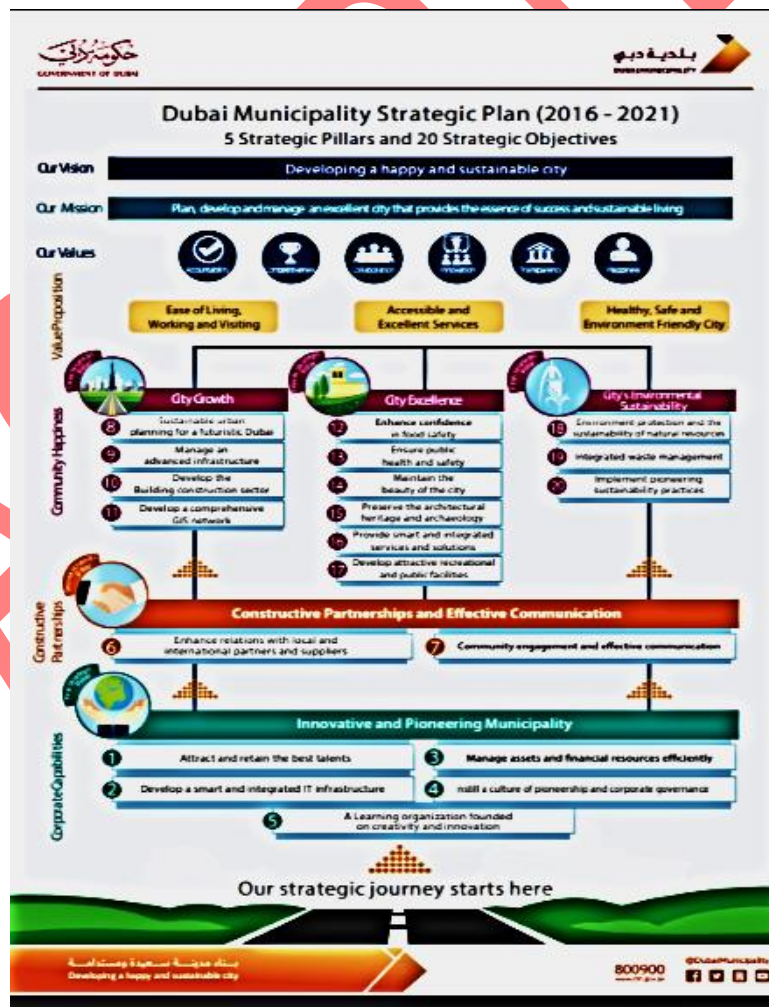 حكومة دبي
GOVERNMENT OF DUBAI
بلدية دبي
DUBAI MUNICIPALITY
Dubai Municipality Strategic Plan (2016 - 2021)
5 Strategic Pillars and 20 Strategic Objectives
Our Vision
Developing a happy and sustainable city
Our Mission
Plan, develop and manage an excellent city that provides the essence of success and sustainable living
Our Values
Value Proposition
Ease of Living,
Working and Visiting
Accessible and
Excellent Services
Healthy, Safe and
Environment Friendly City
Community Happiness
City Growth
8 Sustainable urban
planning for a futuristic Dubai
9 Manage an
advanced infrastructure
10 Develop the
Building construction sector
11 Develop a comprehensive
GIS network
City Excellence
12 Enhance confidence
in food safety
13 Ensure public
health and safety
14 Maintain the
beauty of the city
15 Preserve the architectural
heritage and archaeology
16 Provide smart and integrated
services and solutions
17 Develop attractive recreational
and public facilities
City's Environmental
Sustainability
18 Environment protection and the
sustainability of natural resources
19 Integrated waste management
20 Implement pioneering
sustainability practices
Constructive
Partnerships
Constructive Partnerships and Effective Communication
6 Enhance relations with local and
international partners and suppliers
7 Community engagement and effective communication
Corporate Capabilities
Innovative and Pioneering Municipality
1 Attract and retain the best talents
2 Develop a smart and integrated IT infrastructure
3 Manage assets and financial resources efficiently
4 nstill a culture of pioneership and corporate governance
5 A Learning organization founded
on creativity and innovation
Our strategic journey starts here
بناء مدينة سعيدة ومستدامة
Developing a happy and sustainable city
800900
@DubaiMunicipality